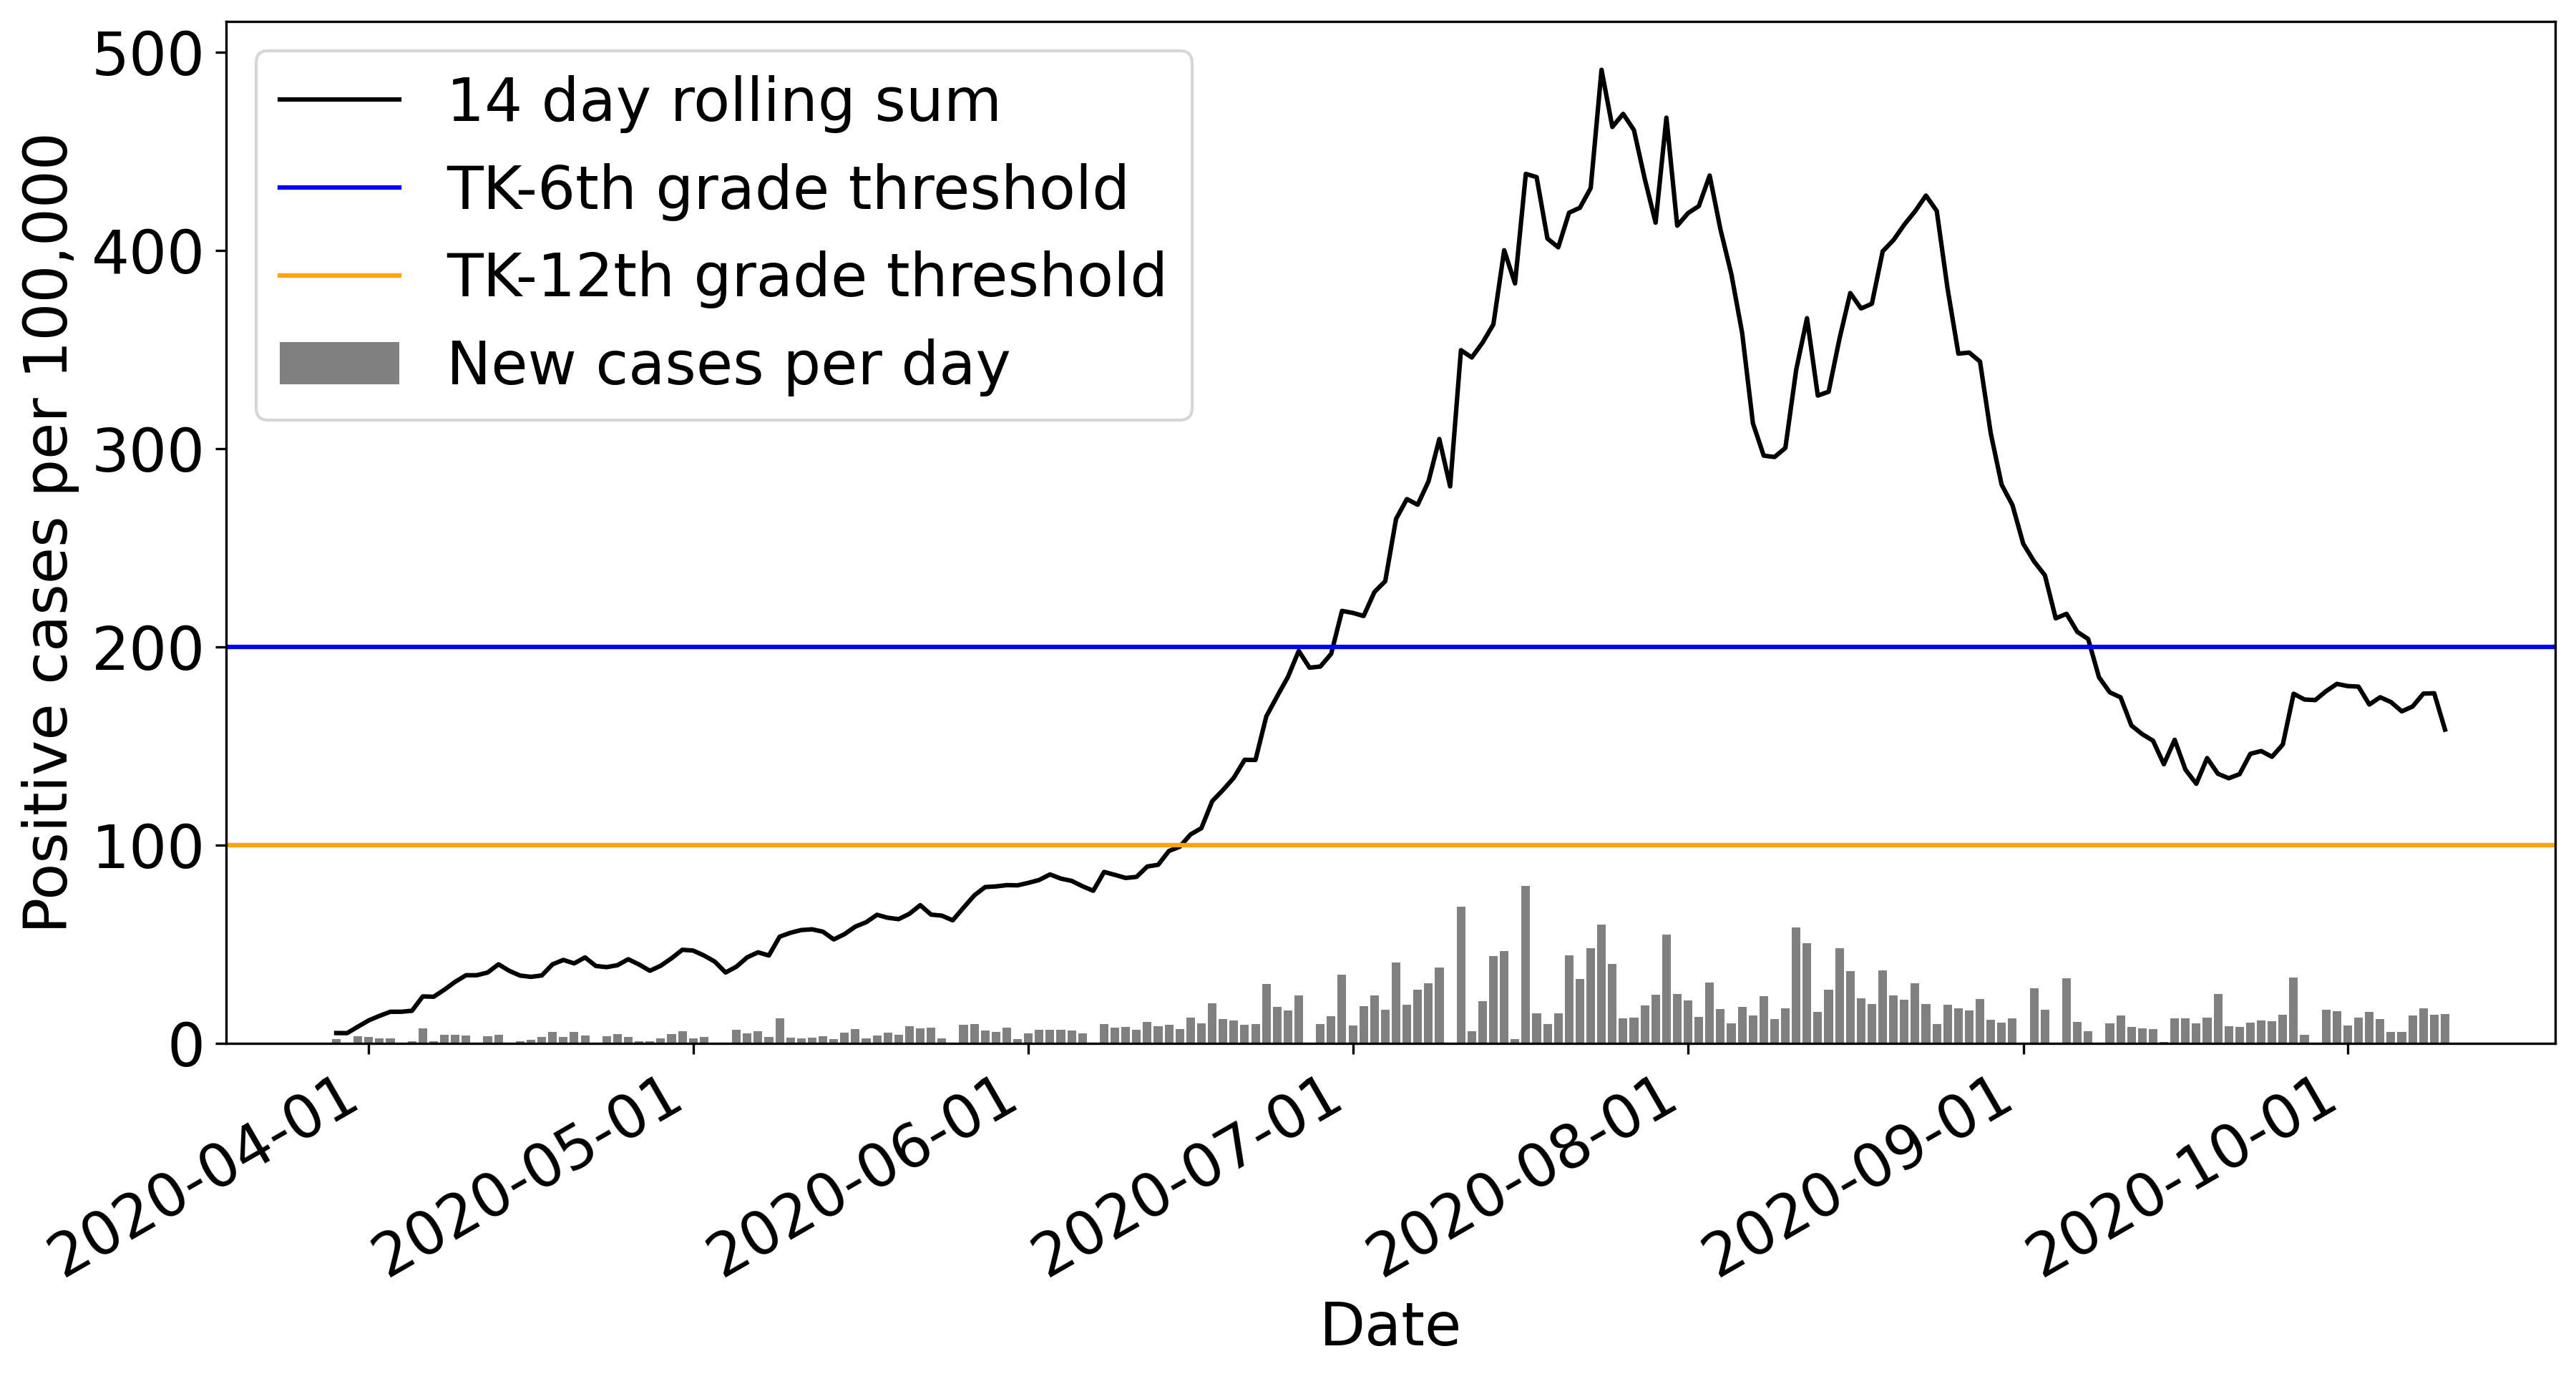 500
400
300
200
100
0
Positive cases per 100,000
14 day rolling sum
TK-6th grade threshold
TK-12th grade threshold
New cases per day
2020-04-01
2020-05-01
2020-06-01
2020-07-01
2020-08-01
2020-09-01
2020-10-01
Date